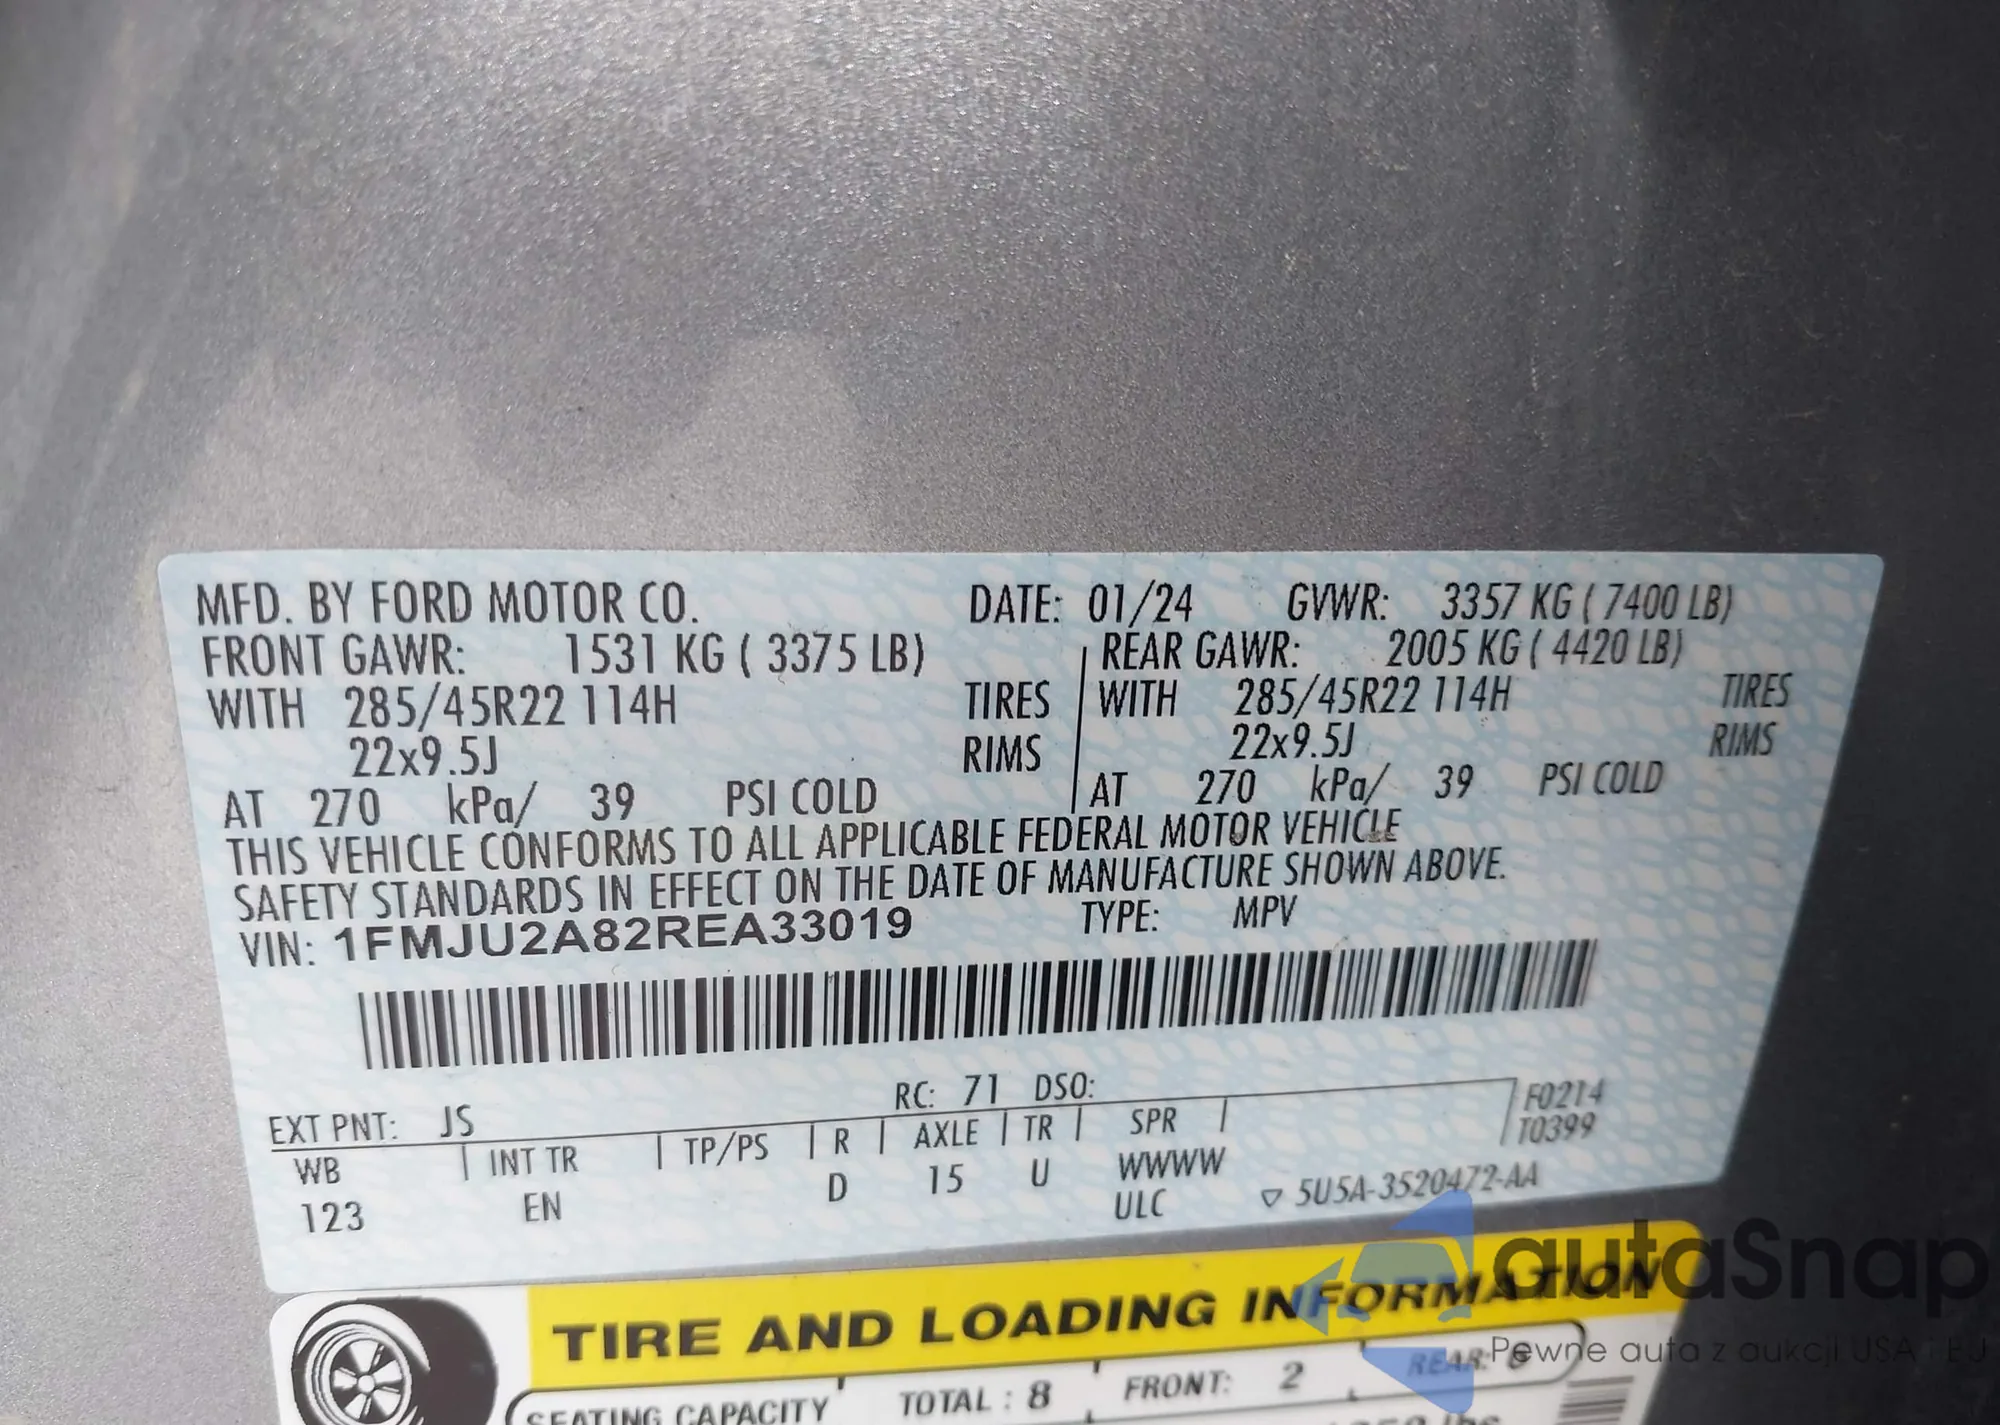 MFD. BY FORD MOTOR CO. DATE: 01/24 GVWR: 3357 KG ( 7400 LB)
FRONT GAWR: 1531 KG ( 3375 LB) REAR GAWR: 2005 KG ( 4420 LB)
WITH 285/45R22 114H TIRES WITH 285/45R22 114H TIRES
22x9.5J RIMS 22x9.5J RIMS
AT 270 kPa/ 39 PSI COLD AT 270 kPa/ 39 PSI COLD
THIS VEHICLE CONFORMS TO ALL APPLICABLE FEDERAL MOTOR VEHICLE
SAFETY STANDARDS IN EFFECT ON THE DATE OF MANUFACTURE SHOWN ABOVE.
VIN: 1FMJU2A82REA33019 TYPE: MPV
EXT PNT: JS RC: 71 DSO: F0214
WB INT TR TP/PS R AXLE TR SPR T0399
123 EN D 15 U WWWW
ULC 5U5A-3520472-AA
TIRE AND LOADING INFORMATION
SEATING CAPACITY TOTAL : 8 FRONT: 2 REAR:
autaSnap
Pewne auta z aukcji USA i EJ